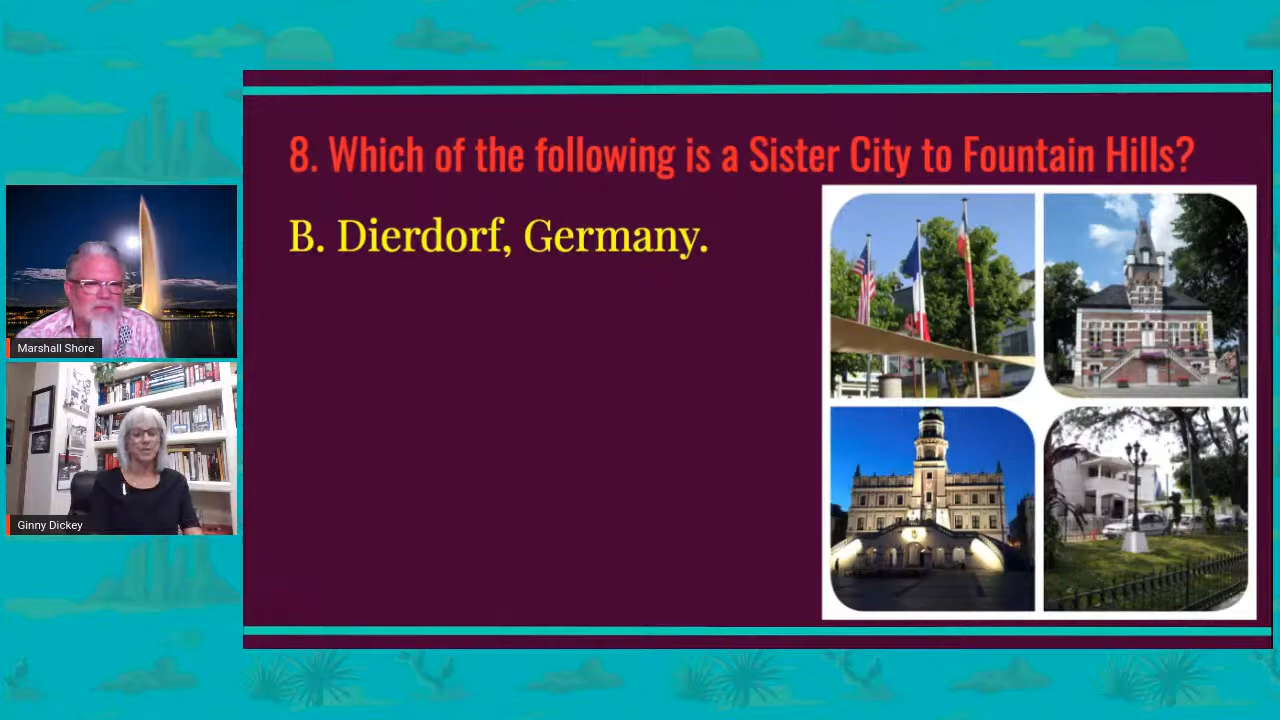 8. Which of the following is a Sister City to Fountain Hills?
B. Dierdorf, Germany.
Marshall Shore
Ginny Dickey